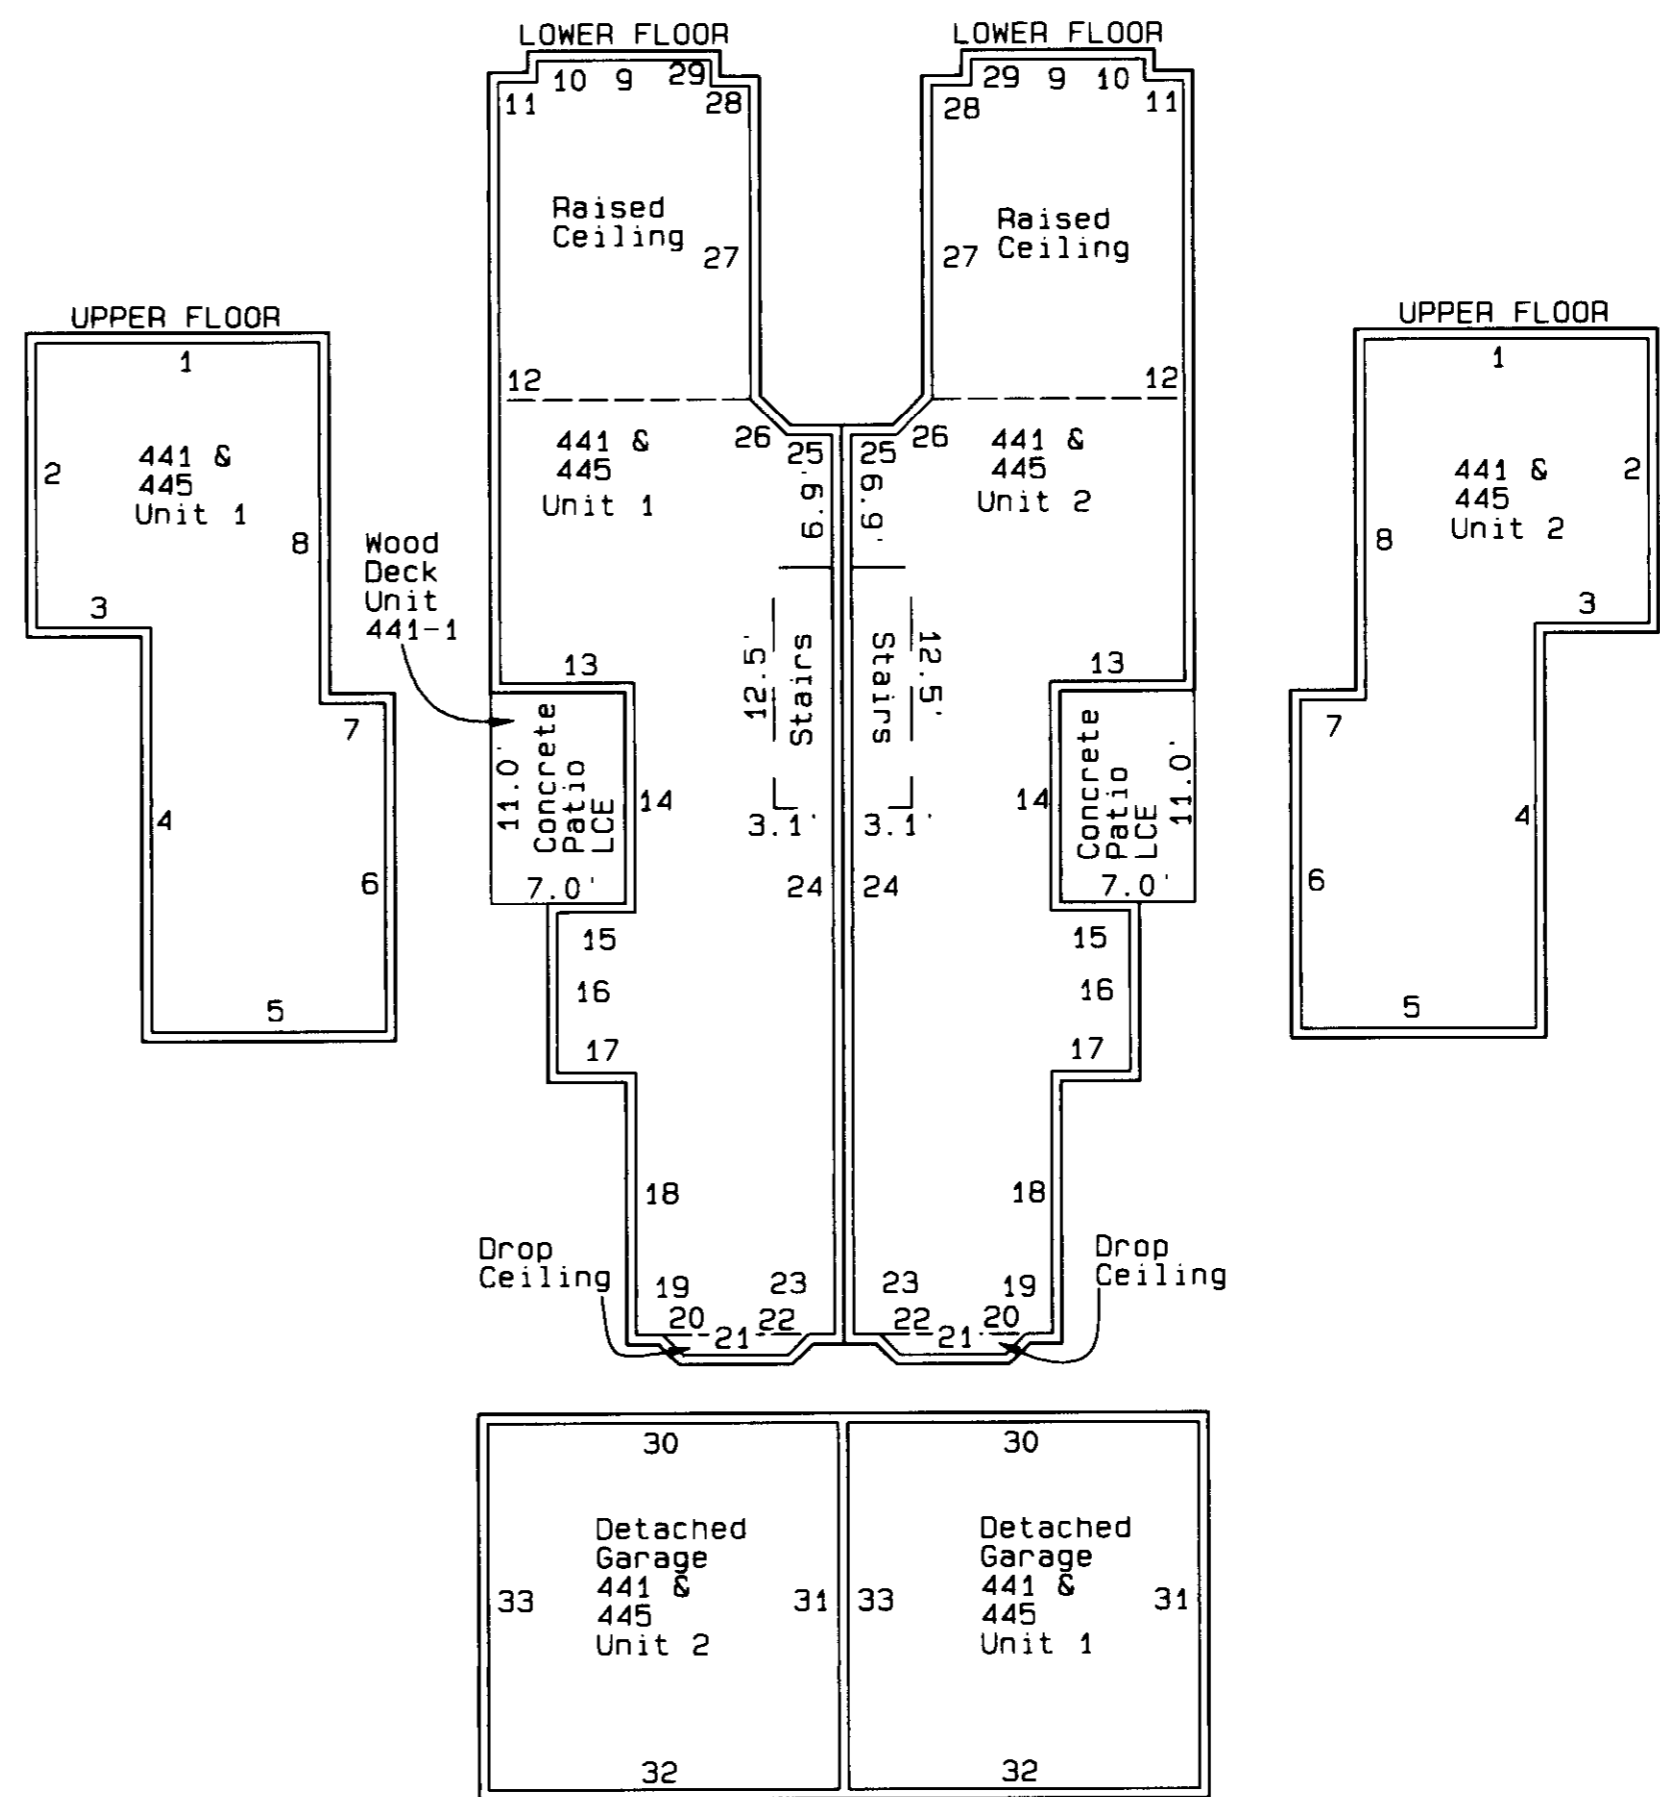 LOWER FLOOR
10 9 29
11
28
Raised
Ceiling
27
12
441 &
445
Unit 1
26
25
6.9'
13
12.5'
Stairs
3.1'
14
24
15
16
17
18
19
23
20
22
21
LOWER FLOOR
29 9 10
28
11
Raised
Ceiling
27
12
441 &
445
Unit 2
26
25
6.9'
13
12.5'
Stairs
3.1'
14
24
15
16
17
18
19
23
22
20
21
UPPER FLOOR
1
2
441 &
445
Unit 1
8
3
7
4
6
5
Wood
Deck
Unit
441-1
11.0'
Concrete
Patio
LCE
7.0'
UPPER FLOOR
1
2
441 &
445
Unit 2
8
3
7
4
6
5
Concrete
Patio
LCE
11.0'
7.0'
Drop
Ceiling
Drop
Ceiling
30
Detached
Garage
441 &
445
Unit 2
33
31
32
30
Detached
Garage
441 &
445
Unit 1
33
31
32